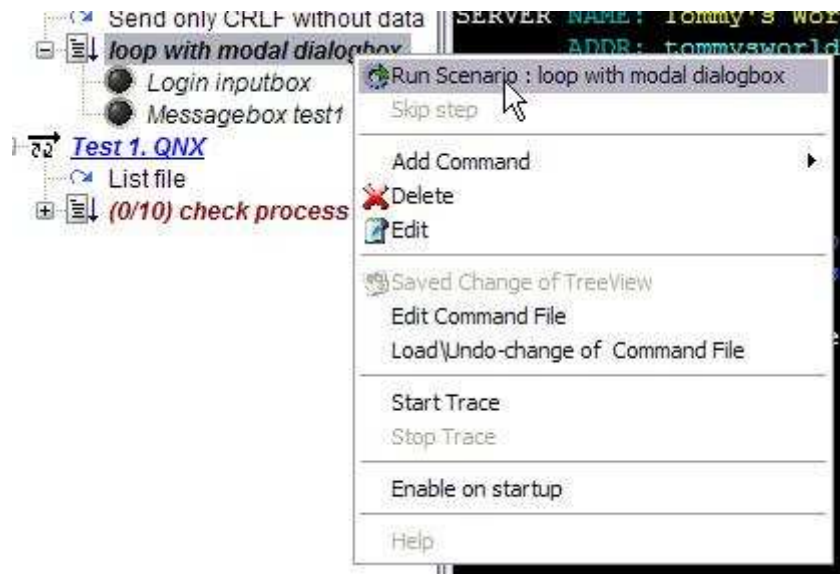 Send only CRLF without data
loop with modal dialogbox
Login inputbox
Messagebox test1
Test 1. QNX
List file
(0/10) check process
SERVER NAME: Tommy's Wor
ADDR: tommysworld
Run Scenario : loop with modal dialogbox
Skip step
Add Command
Delete
Edit
Saved Change of TreeView
Edit Command File
Load\Undo-change of Command File
Start Trace
Stop Trace
Enable on startup
Help